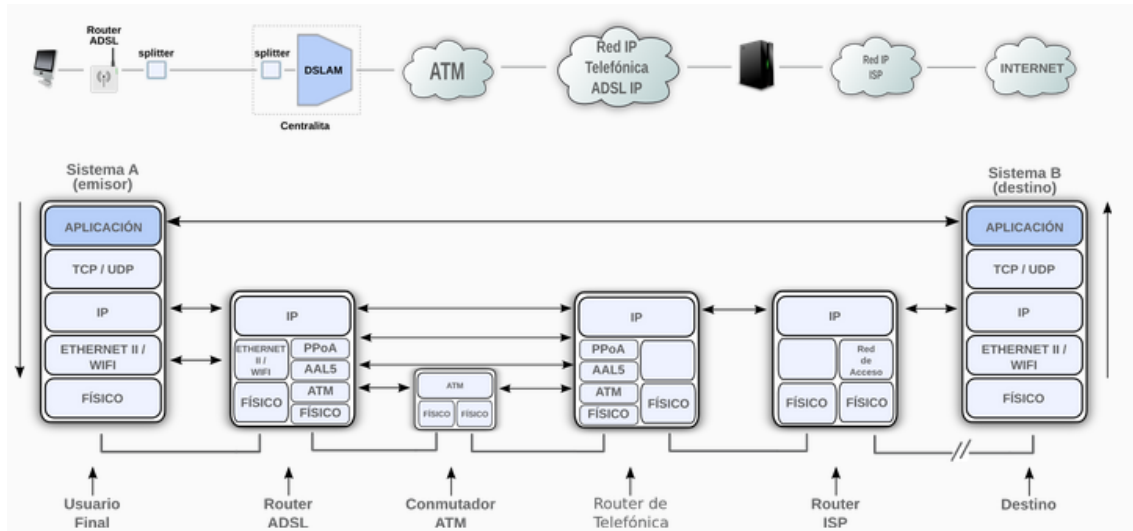 Router
ADSL
splitter
splitter
DSLAM
Centralita
ATM
Red IP
Telefónica
ADSL IP
Red IP
ISP
INTERNET
Sistema A
(emisor)
APLICACIÓN
TCP / UDP
IP
ETHERNET II /
WIFI
FÍSICO
IP
ETHERNET
II /
WIFI
FÍSICO
PPoA
AAL5
ATM
FÍSICO
ATM
FÍSICO
FÍSICO
IP
PPoA
AAL5
ATM
FÍSICO
FÍSICO
IP
Red
de
Acceso
FÍSICO
FÍSICO
Sistema B
(destino)
APLICACIÓN
TCP / UDP
IP
ETHERNET II /
WIFI
FÍSICO
Usuario
Final
Router
ADSL
Conmutador
ATM
Router de
Telefónica
Router
ISP
Destino